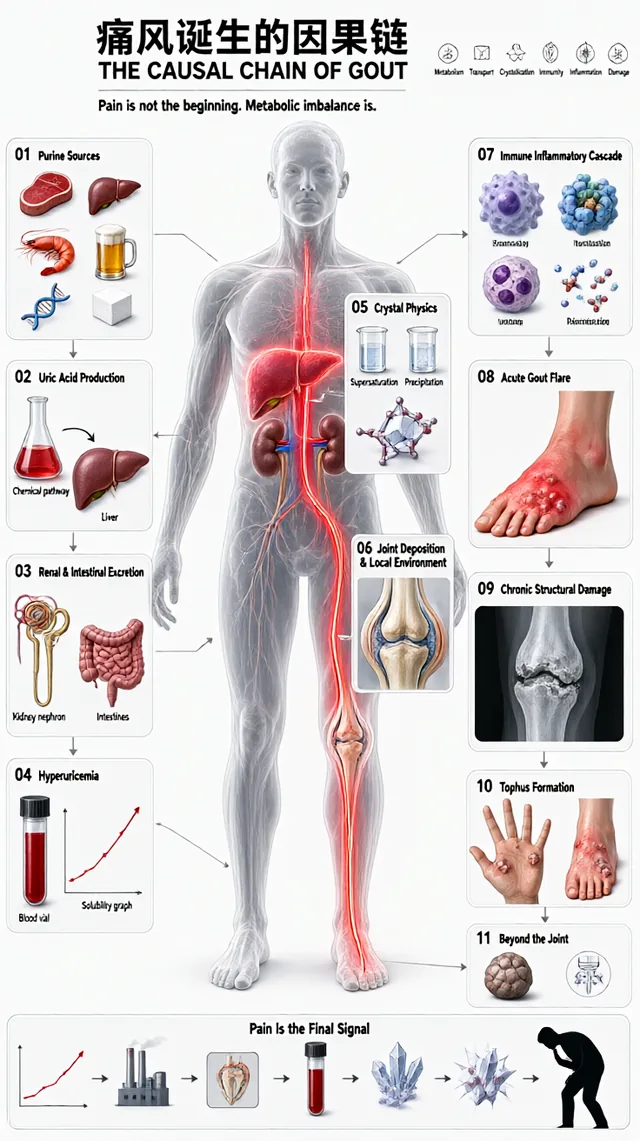 痛风诞生的因果链
THE CAUSAL CHAIN OF GOUT
Pain is not the beginning. Metabolic imbalance is.
Metabolism Transport Crystallization Immunity Inflammation Damage
01 Purine Sources
02 Uric Acid Production
Chemical pathway
Liver
03 Renal & Intestinal Excretion
Kidney nephron
Intestines
04 Hyperuricemia
Blood vial
Solubility graph
05 Crystal Physics
Supersaturation
Precipitation
06 Joint Deposition
& Local Environment
07 Immune Inflammatory Cascade
08 Acute Gout Flare
09 Chronic Structural Damage
10 Tophus Formation
11 Beyond the Joint
Pain Is the Final Signal